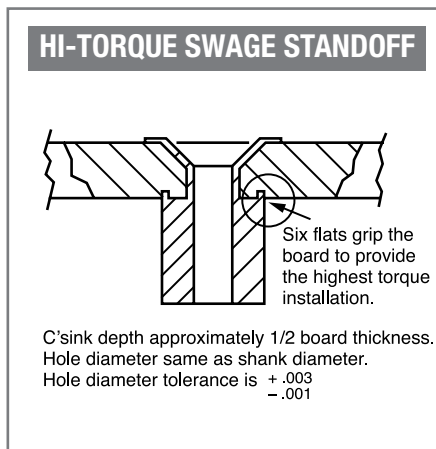 HI-TORQUE SWAGE STANDOFF
Six flats grip the
board to provide
the highest torque
installation.
C'sink depth approximately 1/2 board thickness.
Hole diameter same as shank diameter.
Hole diameter tolerance is + .003
– .001